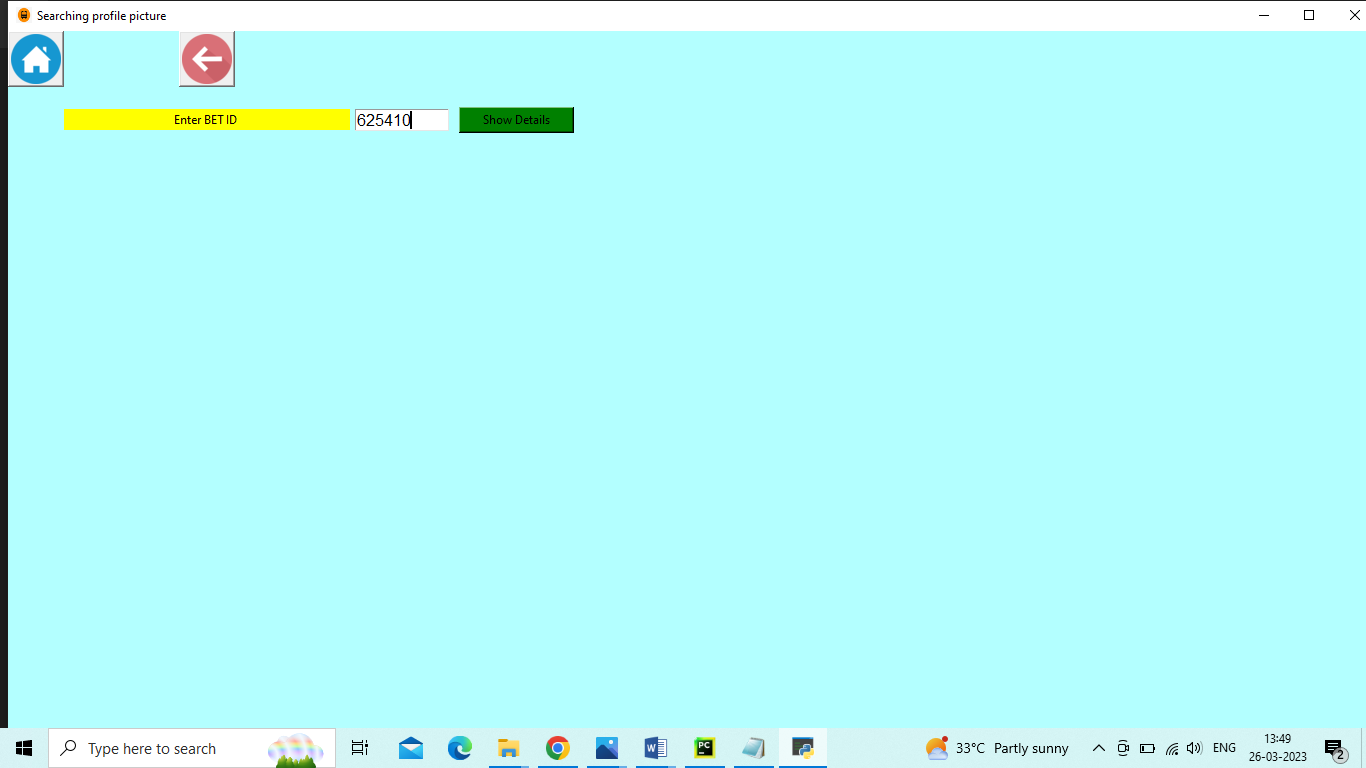 Searching profile picture
Enter BET ID
625410
Show Details
Type here to search
PC
33°C Partly sunny
ENG
13:49
26-03-2023
2